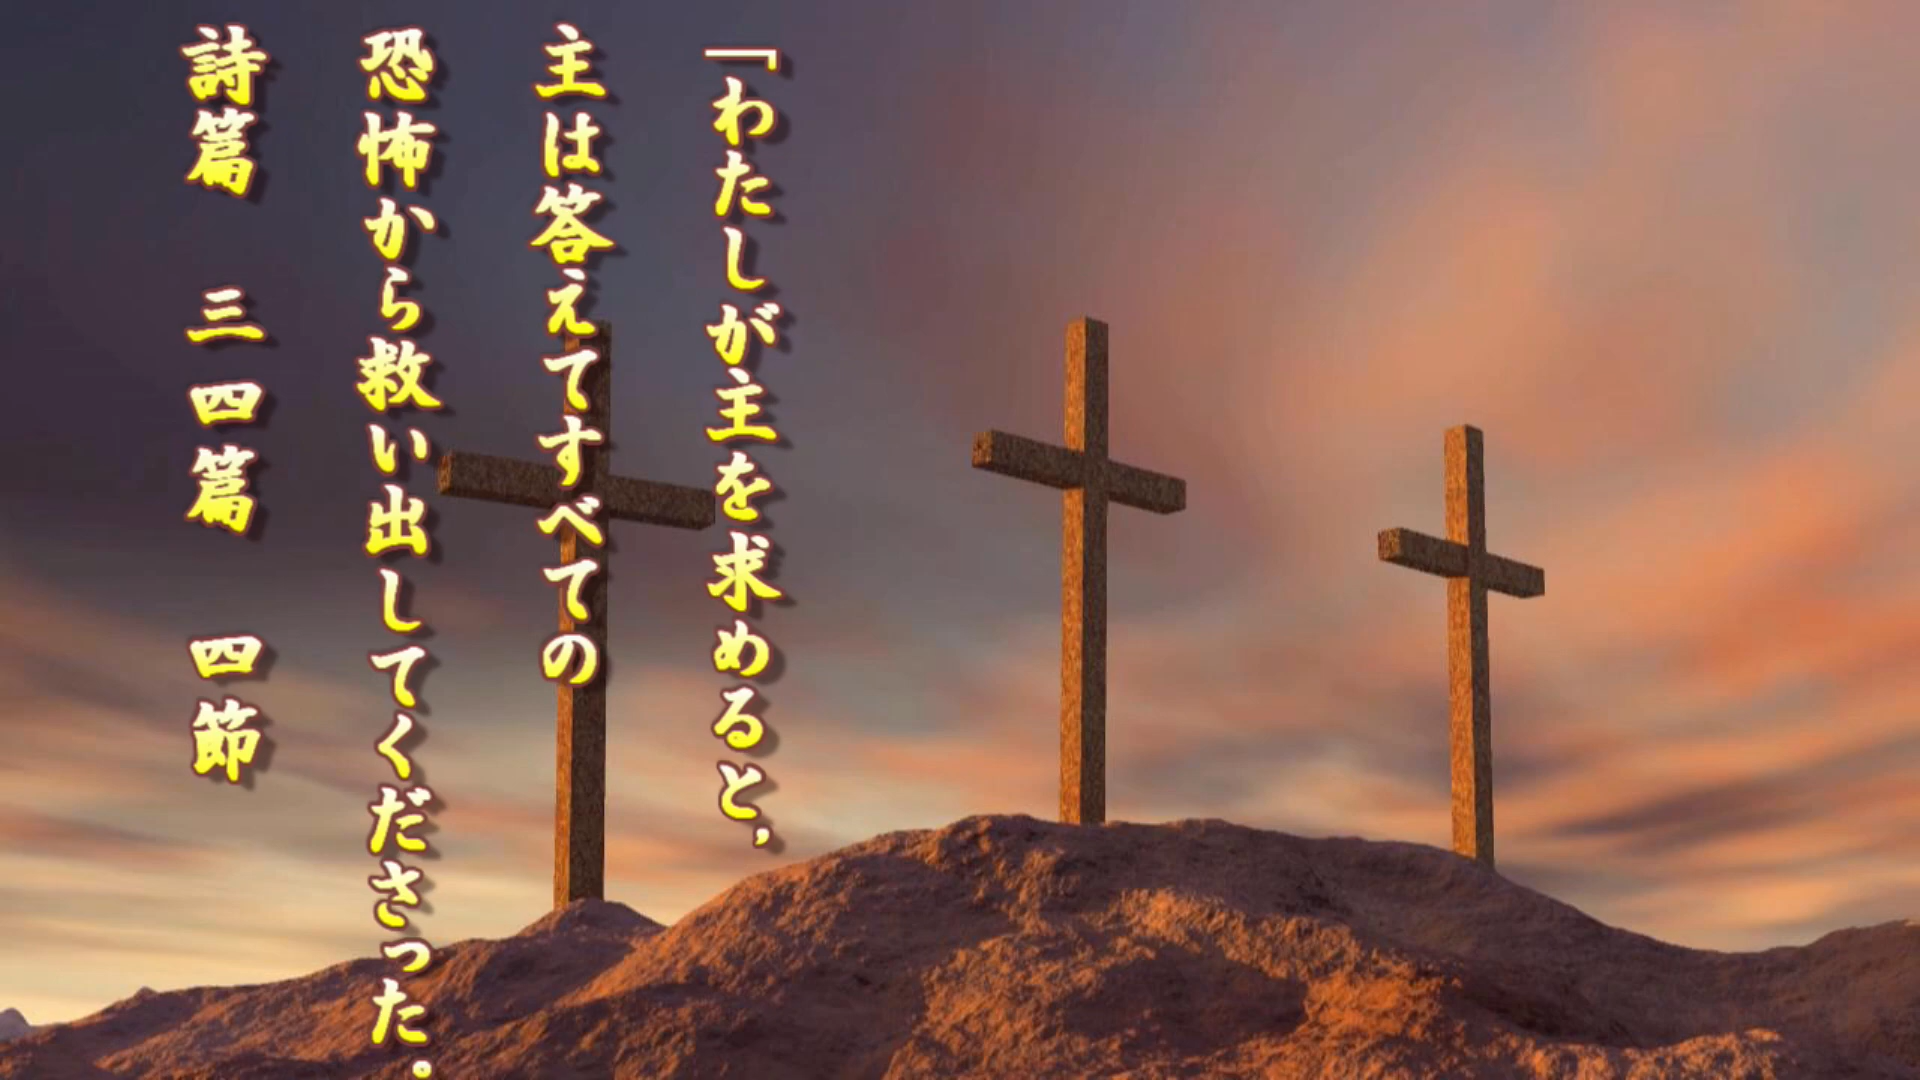 「わたしが主を求めると,
主は答えてすべての
恐怖から救い出してくださった。
詩篇　三四篇　四節